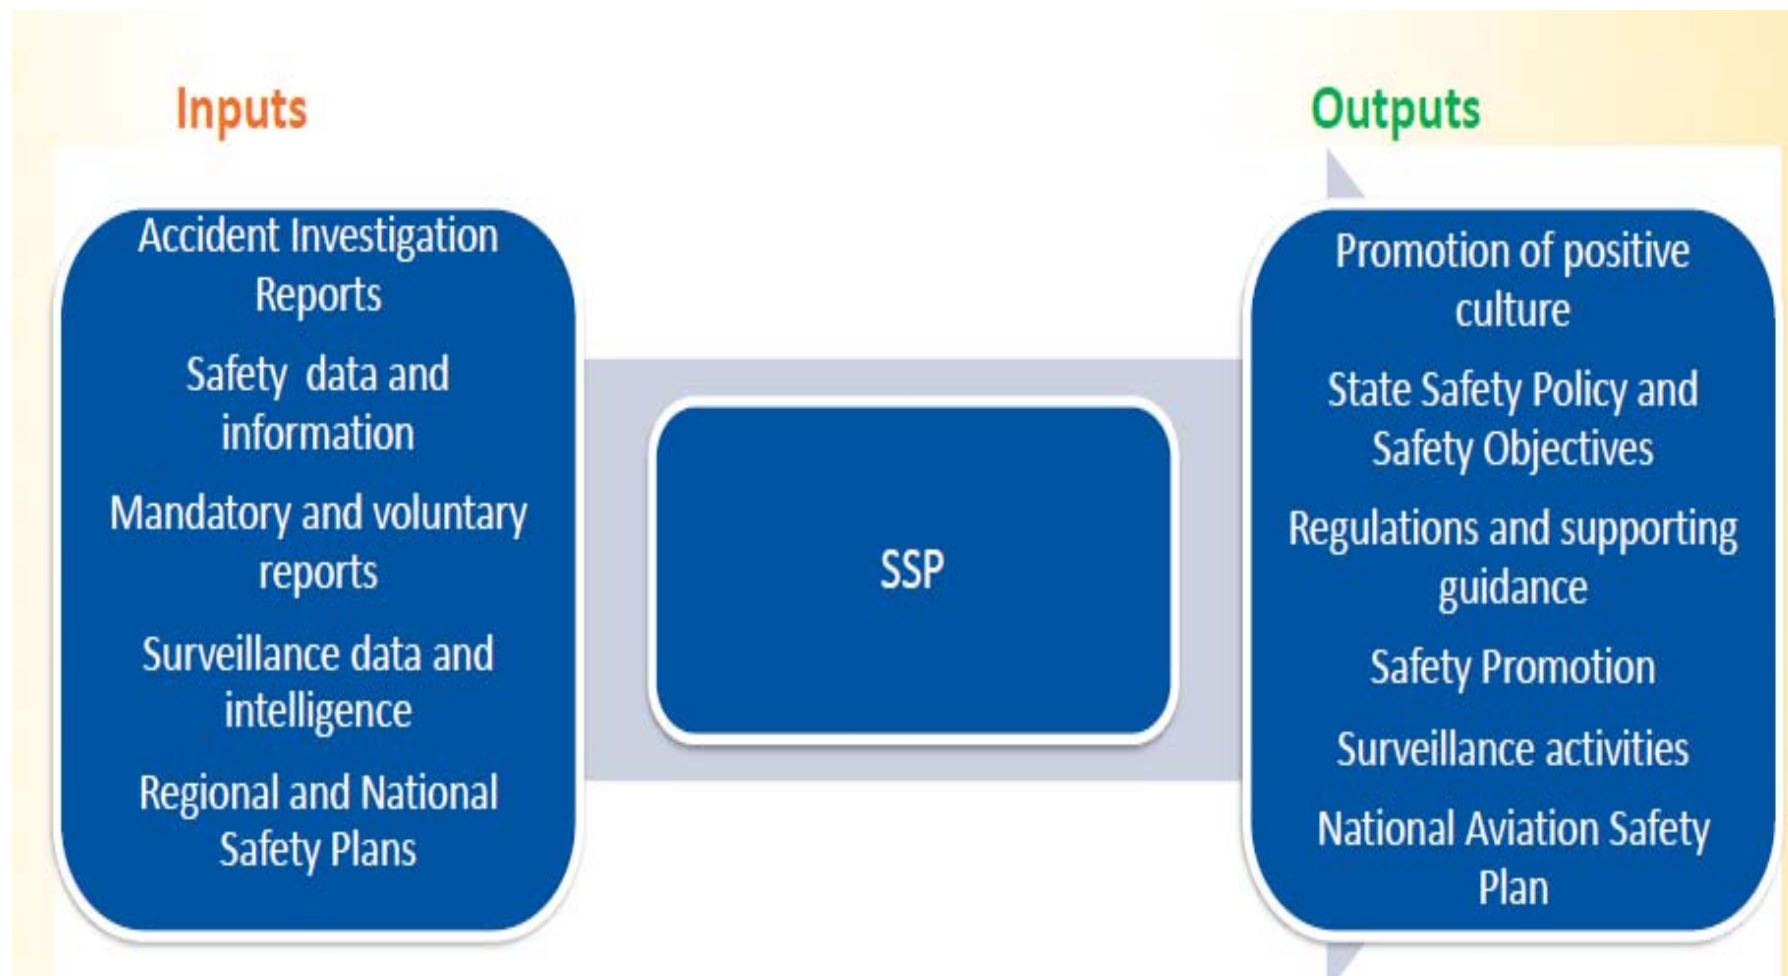 Inputs
Outputs
Accident Investigation
Reports
Safety data and
information
Mandatory and voluntary
reports
Surveillance data and
intelligence
Regional and National
Safety Plans
SSP
Promotion of positive
culture
State Safety Policy and
Safety Objectives
Regulations and supporting
guidance
Safety Promotion
Surveillance activities
National Aviation Safety
Plan